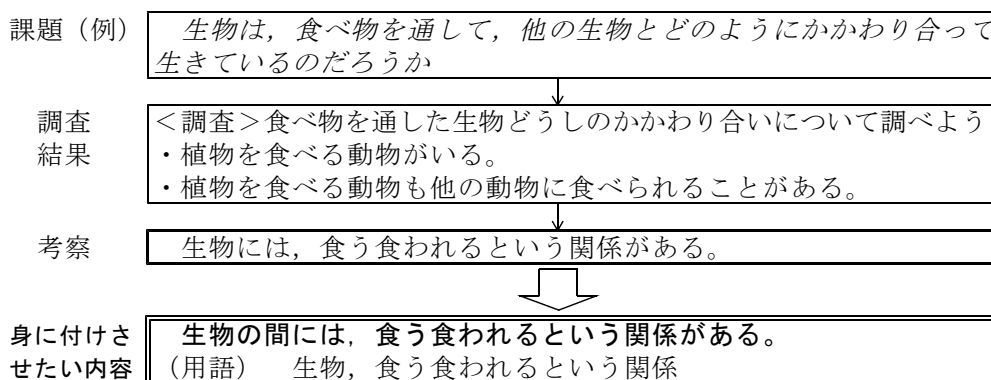 課題（例）　生物は，食べ物を通して，他の生物とどのようにかかわり合って
生きているのだろうか
調査　＜調査＞食べ物を通した生物どうしのかかわり合いについて調べよう
結果　・植物を食べる動物がいる。
・植物を食べる動物も他の動物に食べられることがある。
考察　生物には，食う食われるという関係がある。
身に付けさ　生物の間には，食う食われるという関係がある。
せたい内容　（用語）　生物，食う食われるという関係